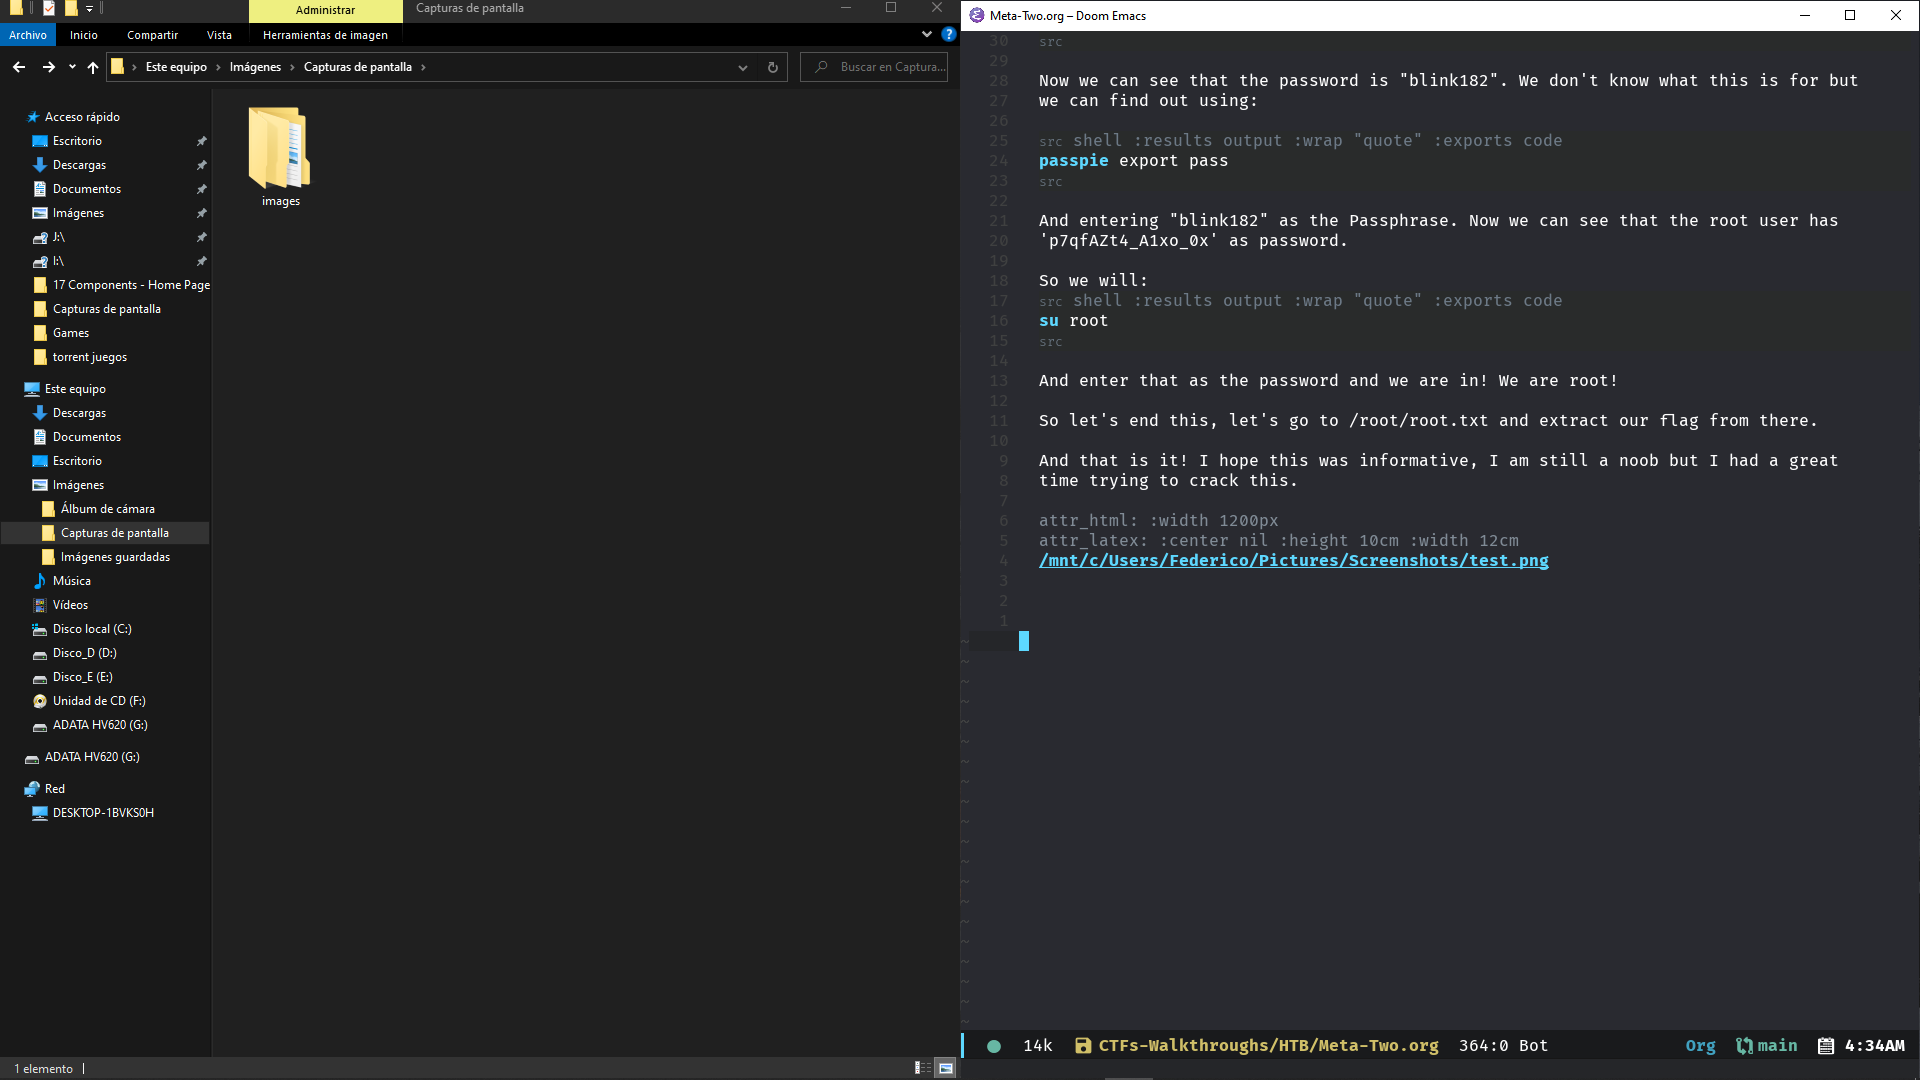 Administrar
Capturas de pantalla
Archivo
Inicio
Compartir
Vista
Herramientas de imagen
Este equipo
Imágenes
Capturas de pantalla
Buscar en Captura...
Acceso rápido
Escritorio
Descargas
Documentos
Imágenes
J:\
I:\
17 Components - Home Page
Capturas de pantalla
Games
torrent juegos
Este equipo
Descargas
Documentos
Escritorio
Imágenes
Álbum de cámara
Capturas de pantalla
Imágenes guardadas
Música
Vídeos
Disco local (C:)
Disco_D (D:)
Disco_E (E:)
Unidad de CD (F:)
ADATA HV620 (G:)
ADATA HV620 (G:)
Red
DESKTOP-1BVKS0H
images
1 elemento
Meta-Two.org – Doom Emacs
30 src
29
28 Now we can see that the password is "blink182". We don't know what this is for but
27 we can find out using:
26
25 src shell :results output :wrap "quote" :exports code
24 passpie export pass
23 src
22
21 And entering "blink182" as the Passphrase. Now we can see that the root user has
20 'p7qfAZt4_A1xo_0x' as password.
19
18 So we will:
17 src shell :results output :wrap "quote" :exports code
16 su root
15 src
14
13 And enter that as the password and we are in! We are root!
12
11 So let's end this, let's go to /root/root.txt and extract our flag from there.
10
9 And that is it! I hope this was informative, I am still a noob but I had a great
8 time trying to crack this.
7
6 attr_html: :width 1200px
5 attr_latex: :center nil :height 10cm :width 12cm
4 /mnt/c/Users/Federico/Pictures/Screenshots/test.png
3
2
1
14k CTFs-Walkthroughs/HTB/Meta-Two.org 364:0 Bot Org main 4:34AM